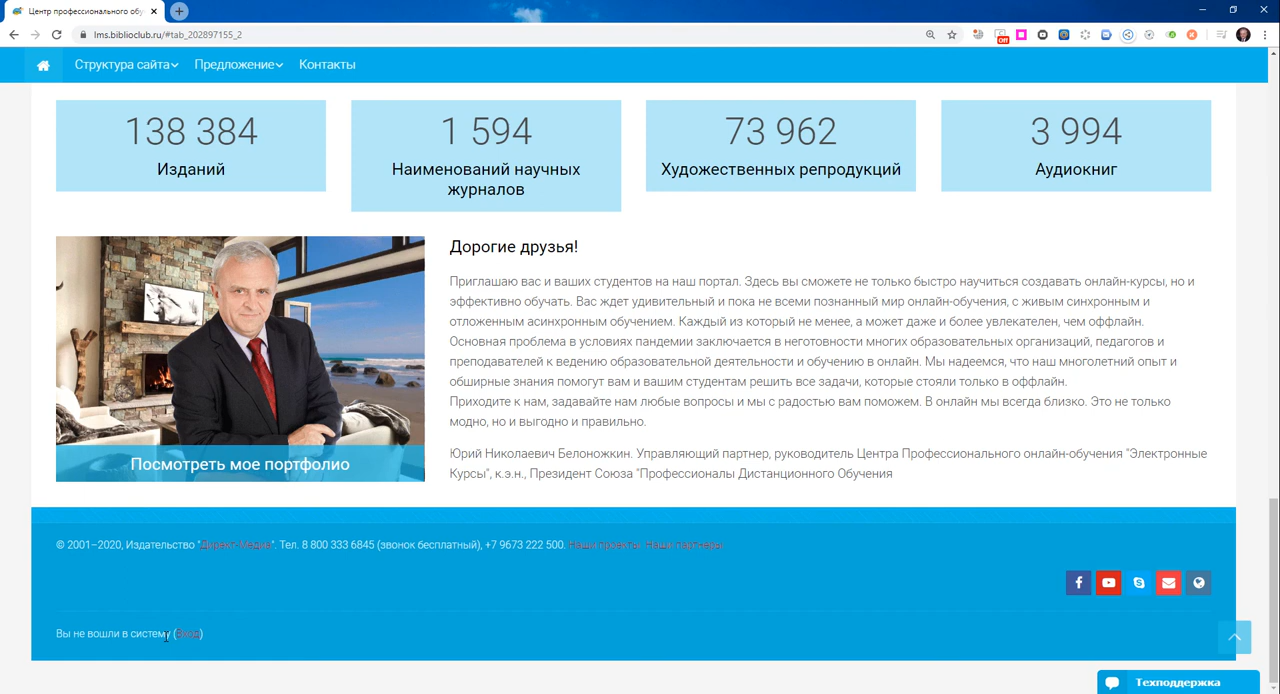 Центр профессионального обу
lms.biblioclub.ru/#tab_202897155_2
Off
Структура сайта Предложение Контакты
138 384
Изданий
1 594
Наименований научных
журналов
73 962
Художественных репродукций
3 994
Аудиокниг
Посмотреть мое портфолио
Дорогие друзья!
Приглашаю вас и ваших студентов на наш портал. Здесь вы сможете не только быстро научиться создавать онлайн-курсы, но и
эффективно обучать. Вас ждет удивительный и пока не всеми познанный мир онлайн-обучения, с живым синхронным и
отложенным асинхронным обучением. Каждый из который не менее, а может даже и более увлекателен, чем оффлайн.
Основная проблема в условиях пандемии заключается в неготовности многих образовательных организаций, педагогов и
преподавателей к ведению образовательной деятельности и обучению в онлайн. Мы надеемся, что наш многолетний опыт и
обширные знания помогут вам и вашим студентам решить все задачи, которые стояли только в оффлайн.
Приходите к нам, задавайте нам любые вопросы и мы с радостью вам поможем. В онлайн мы всегда близко. Это не только
модно, но и выгодно и правильно.
Юрий Николаевич Белоножкин. Управляющий партнер, руководитель Центра Профессионального онлайн-обучения "Электронные
Курсы", к.э.н., Президент Союза "Профессионалы Дистанционного Обучения
© 2001–2020, Издательство "Директ-Медиа". Тел. 8 800 333 6845 (звонок бесплатный), +7 9673 222 500. Наши проекты. Наши партнеры.
Вы не вошли в систему (Вход)
Техподдержка